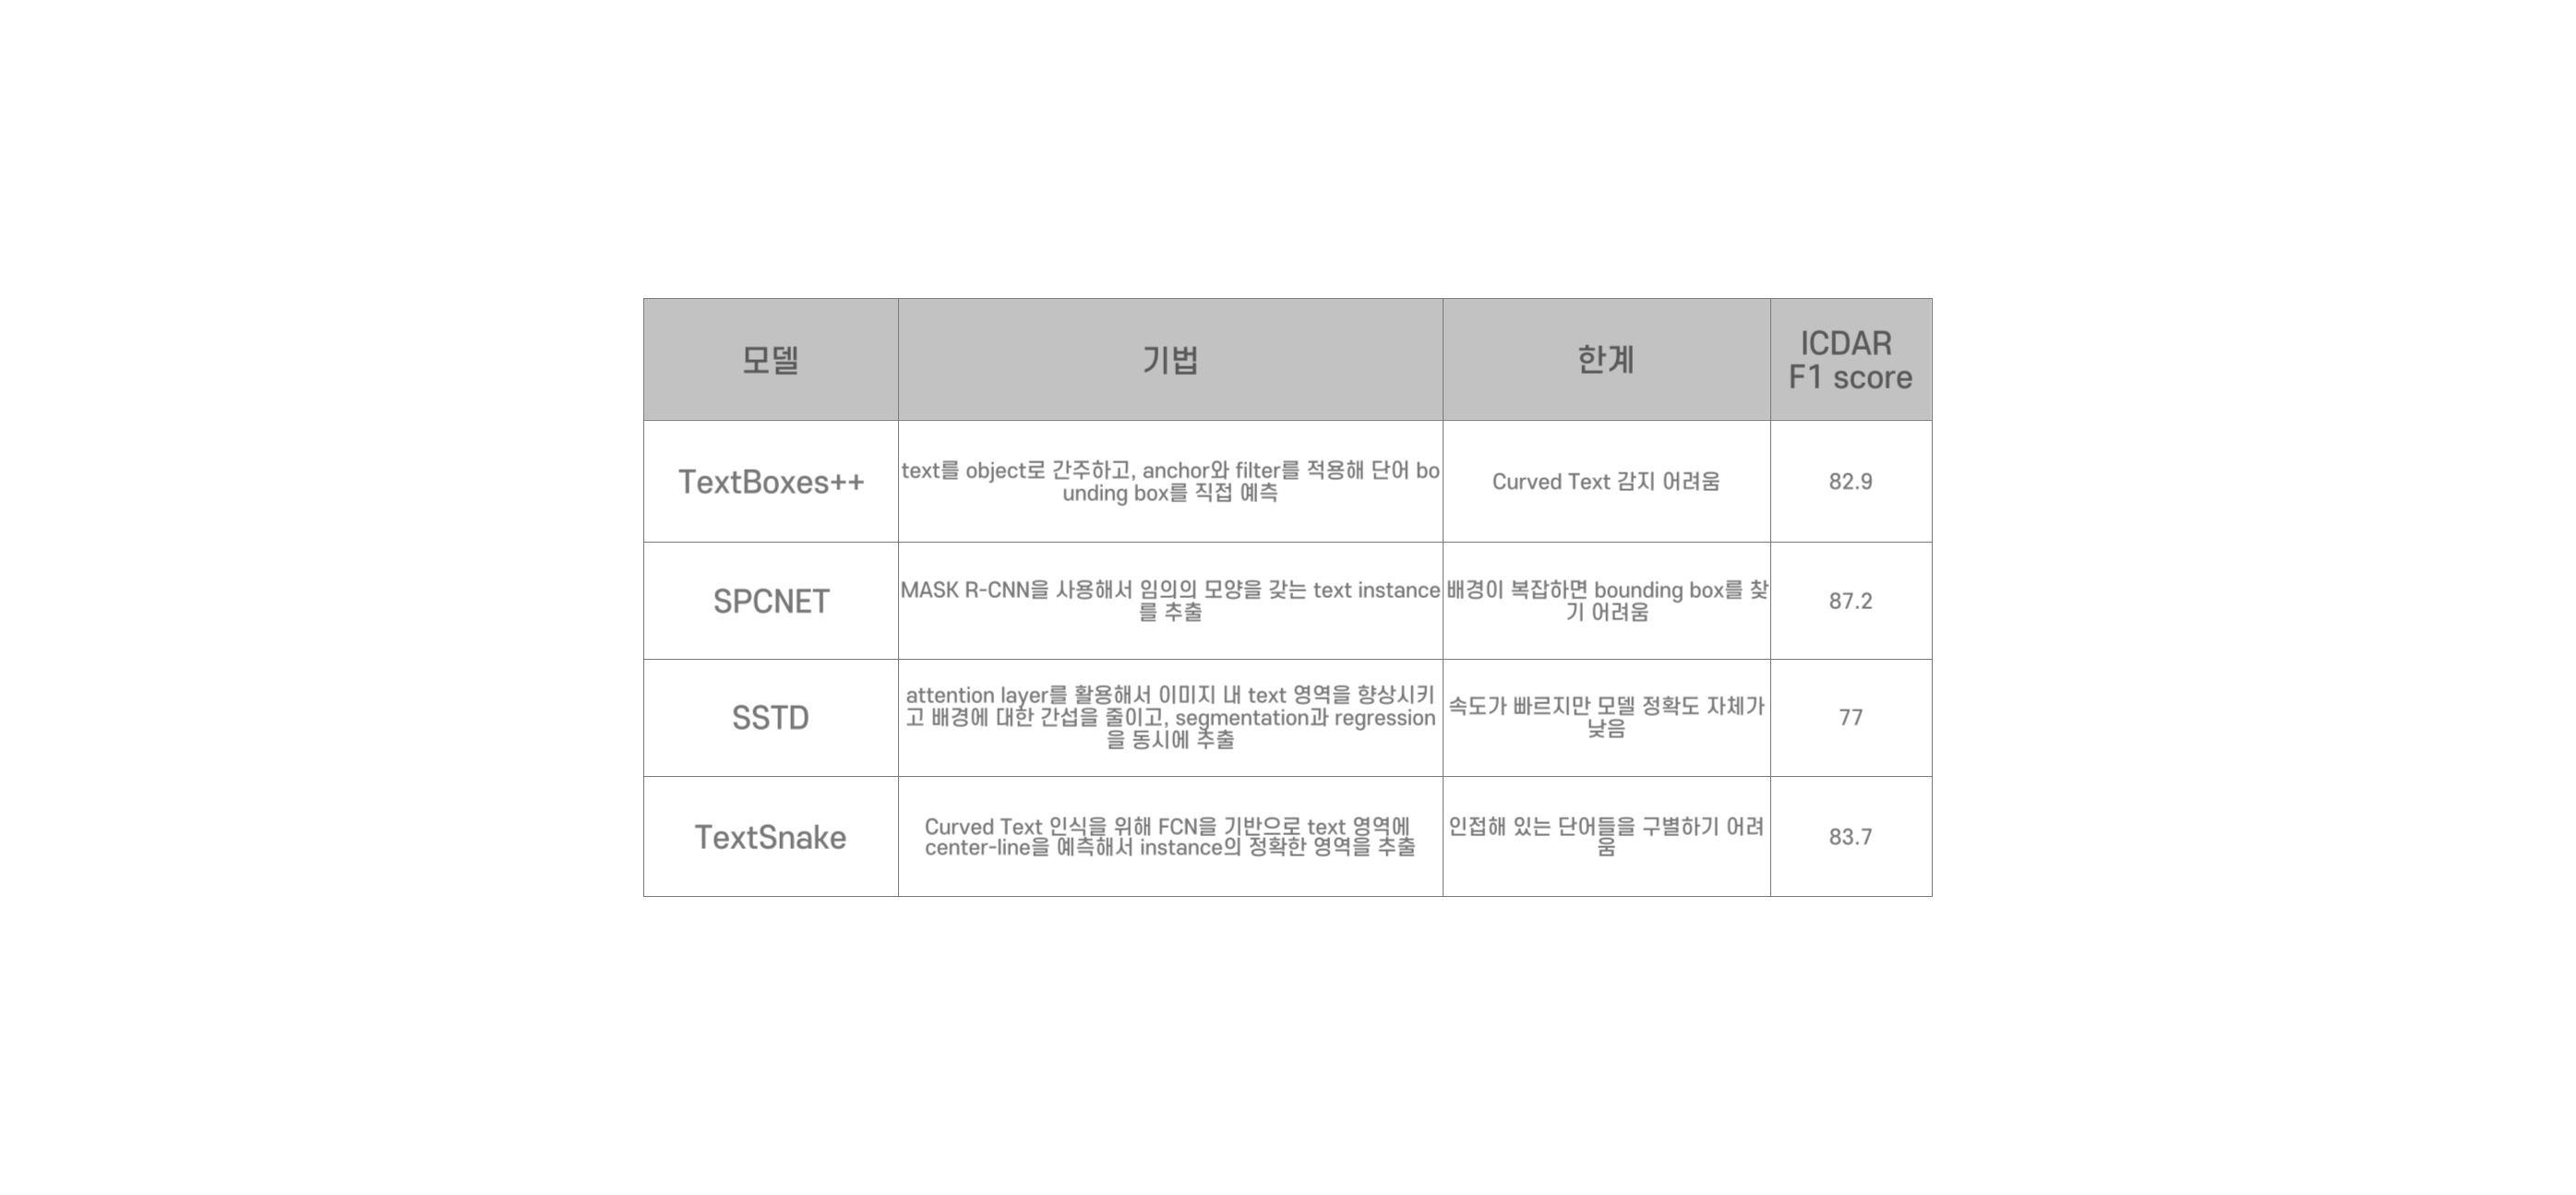 모델
기법
한계
ICDAR
F1 score
TextBoxes++
text를 object로 간주하고, anchor와 filter를 적용해 단어 bo
unding box를 직접 예측
Curved Text 감지 어려움
82.9
SPCNET
MASK R-CNN을 사용해서 임의의 모양을 갖는 text instance
를 추출
배경이 복잡하면 bounding box를 찾
기 어려움
87.2
SSTD
attention layer를 활용해서 이미지 내 text 영역을 향상시키
고 배경에 대한 간섭을 줄이고, segmentation과 regression
을 동시에 추출
속도가 빠르지만 모델 정확도 자체가
낮음
77
TextSnake
Curved Text 인식을 위해 FCN을 기반으로 text 영역에
center-line을 예측해서 instance의 정확한 영역을 추출
인접해 있는 단어들을 구별하기 어려
움
83.7